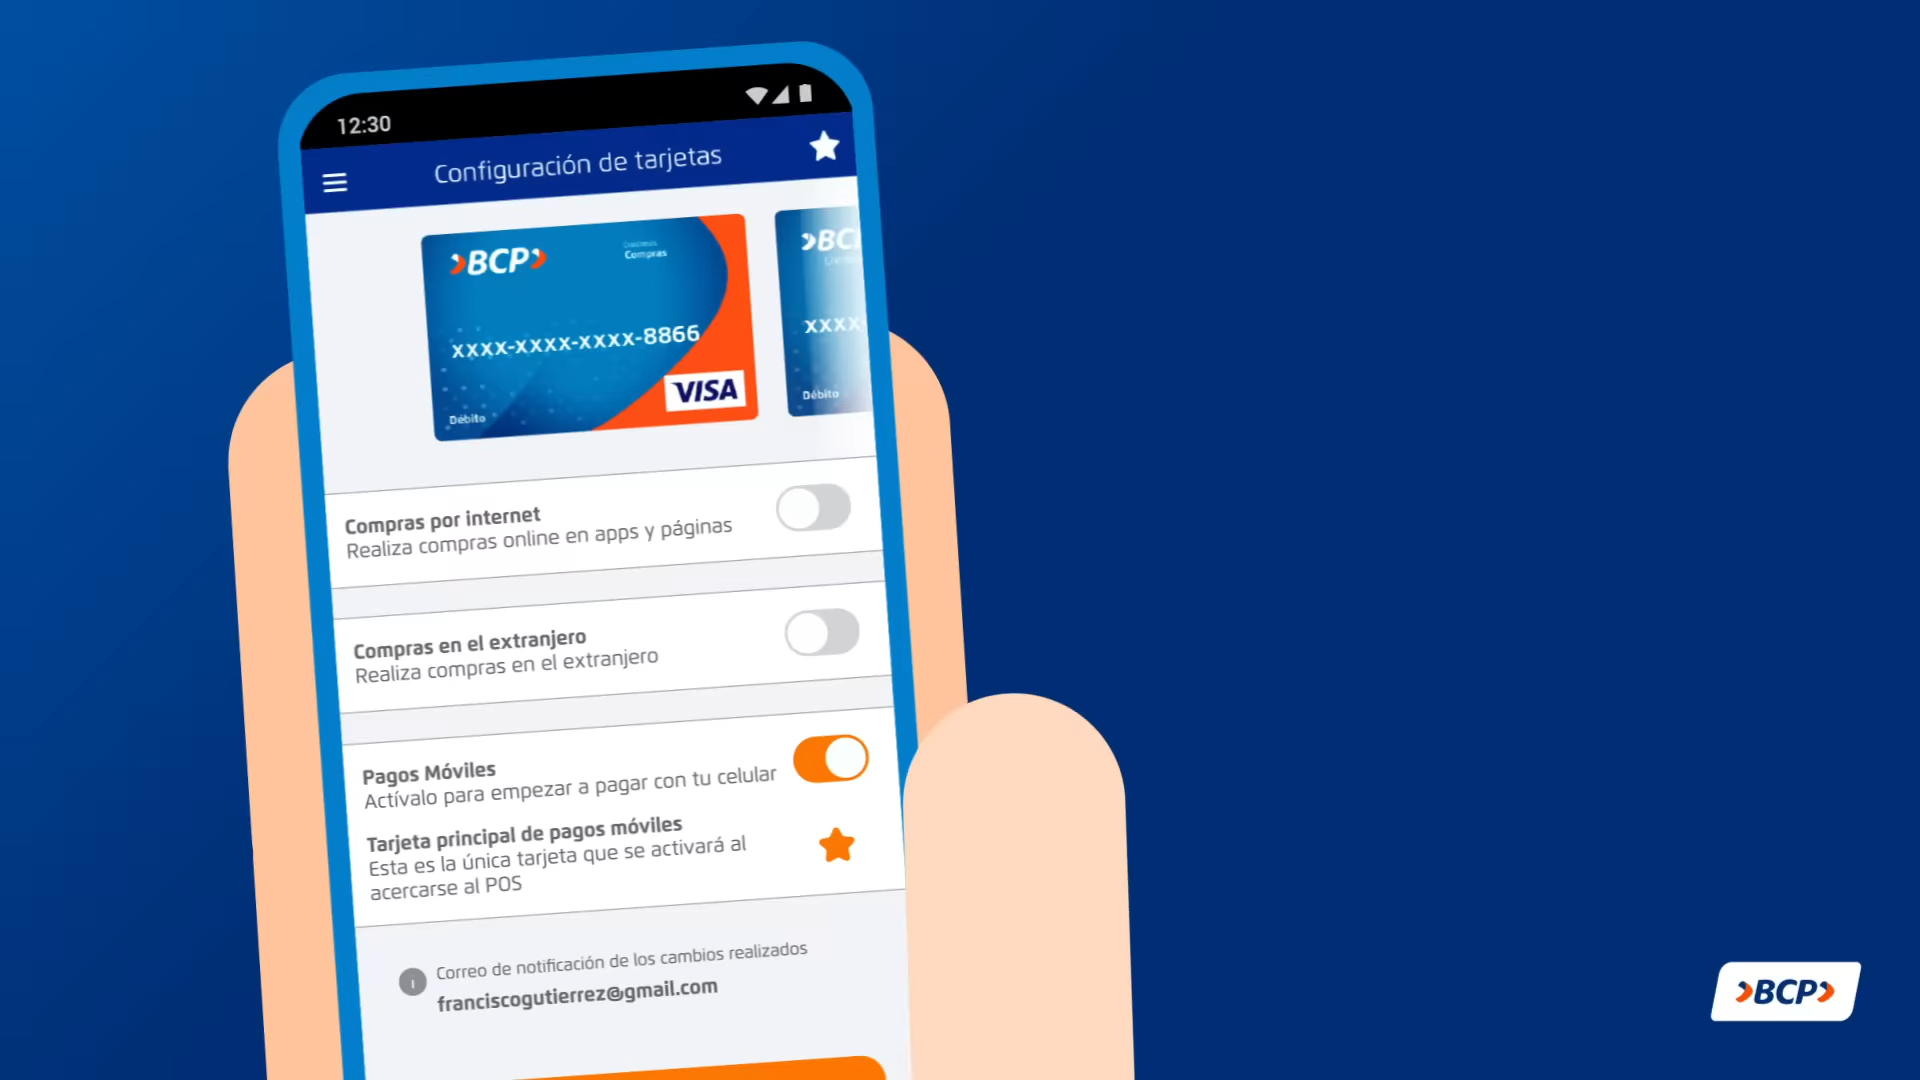 12:30
Configuración de tarjetas
BCP
Compras
xxxx-xxxx-xxxx-8866
VISA
Débito
BC
xxxx-
Débito
Compras por internet
Realiza compras online en apps y páginas
Compras en el extranjero
Realiza compras en el extranjero
Pagos Móviles
Actívalo para empezar a pagar con tu celular
Tarjeta principal de pagos móviles
Esta es la única tarjeta que se activará al
acercarse al POS
Correo de notificación de los cambios realizados
franciscogutierrez@gmail.com
BCP